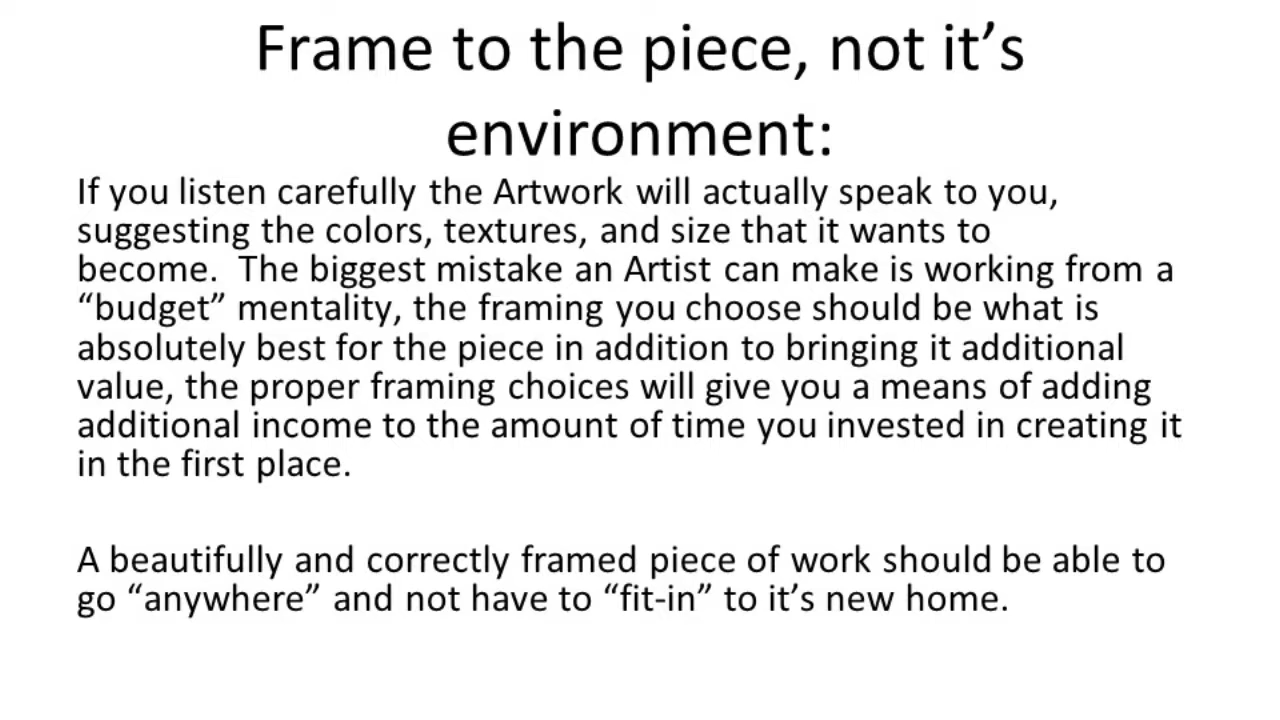 Frame to the piece, not it’s
environment:
If you listen carefully the Artwork will actually speak to you,
suggesting the colors, textures, and size that it wants to
become.  The biggest mistake an Artist can make is working from a
“budget” mentality, the framing you choose should be what is
absolutely best for the piece in addition to bringing it additional
value, the proper framing choices will give you a means of adding
additional income to the amount of time you invested in creating it
in the first place.
A beautifully and correctly framed piece of work should be able to
go “anywhere” and not have to “fit-in” to it’s new home.